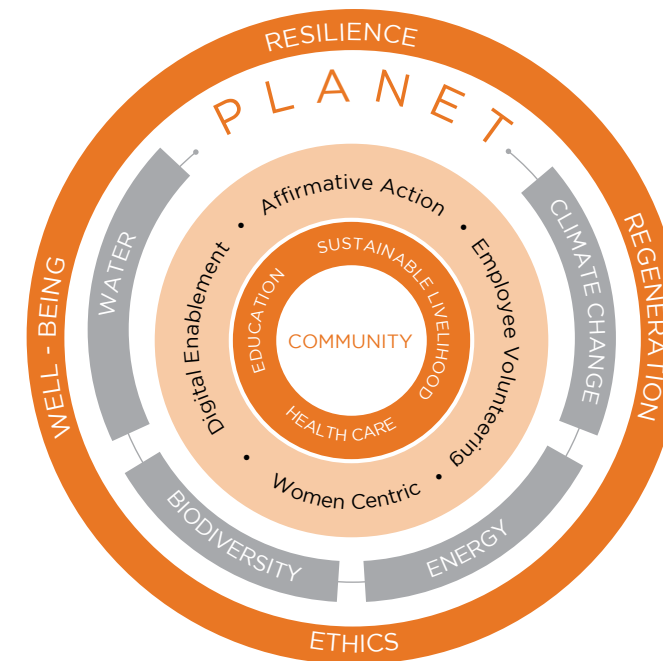 RESILIENCE
PLANET
WATER
CLIMATE CHANGE
WELL - BEING
REGENERATION
Affirmative Action
•
Employee Volunteering
•
Women Centric
•
Digital Enablement
•
SUSTAINABLE LIVELIHOOD
EDUCATION
COMMUNITY
HEALTH CARE
BIODIVERSITY
ENERGY
ETHICS